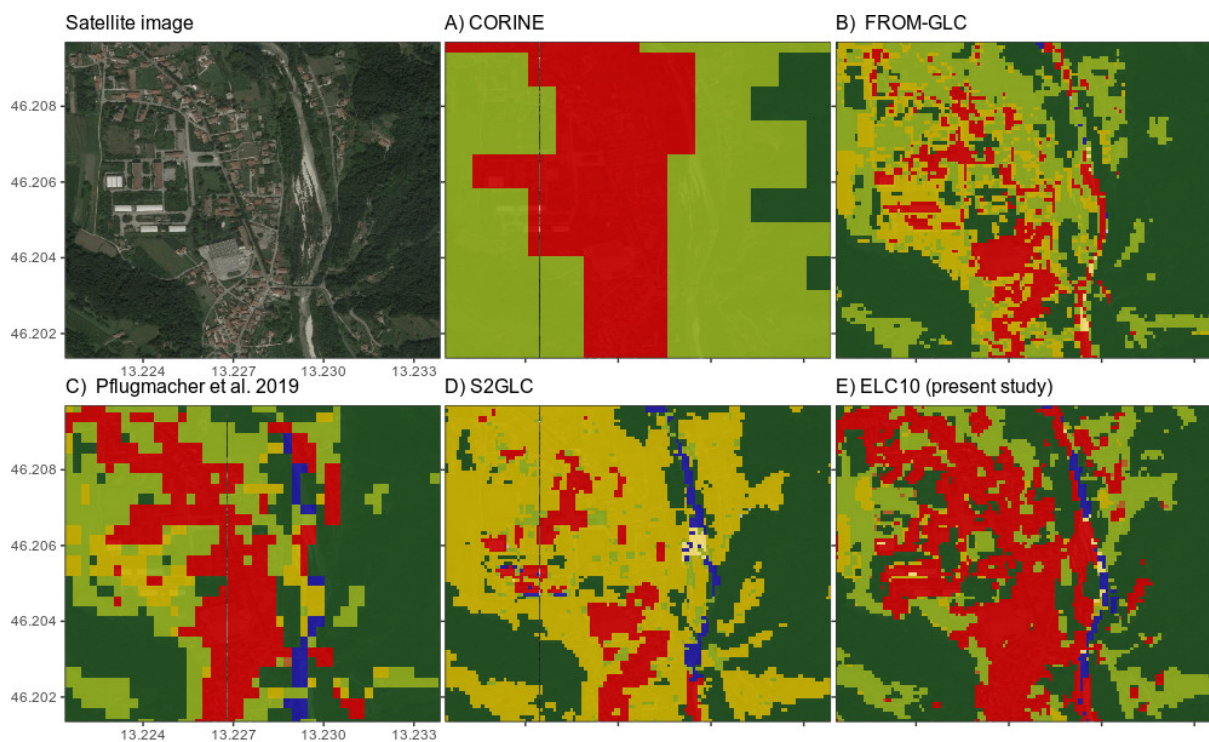 Satellite image
A) CORINE
B) FROM-GLC
46.208
46.206
46.204
46.202
13.224 13.227 13.230 13.233
C) Pflugmacher et al. 2019
D) S2GLC
E) ELC10 (present study)
46.208
46.206
46.204
46.202
13.224 13.227 13.230 13.233